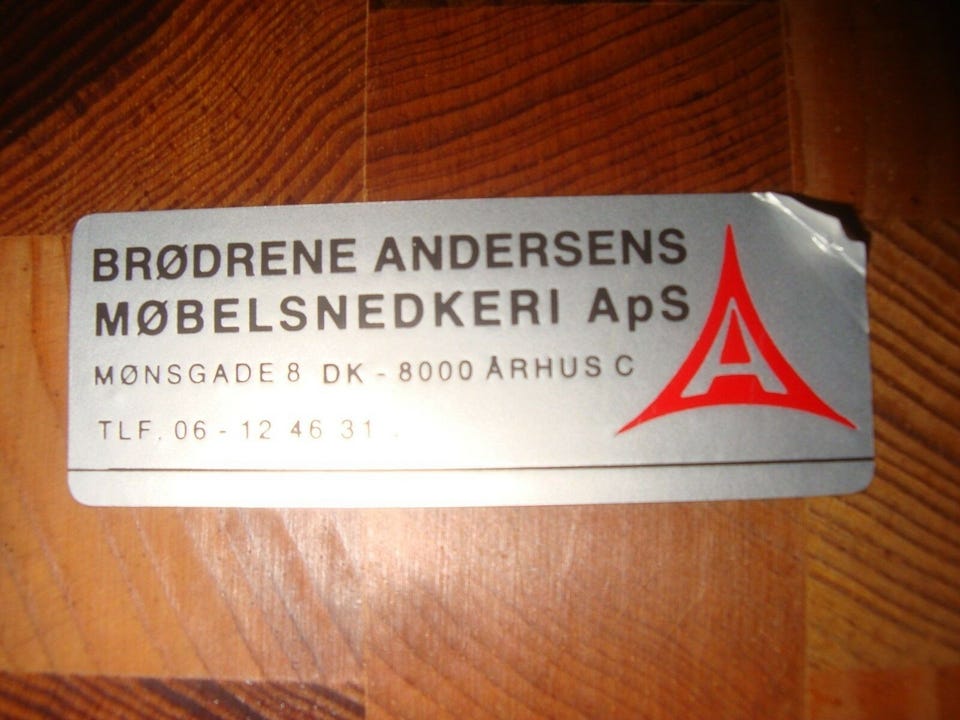 BRØDRENE ANDERSENS
MØBELSNEDKERI ApS
MØNSGADE 8 DK - 8000 ÅRHUS C
TLF. 06 - 12 46 31
A